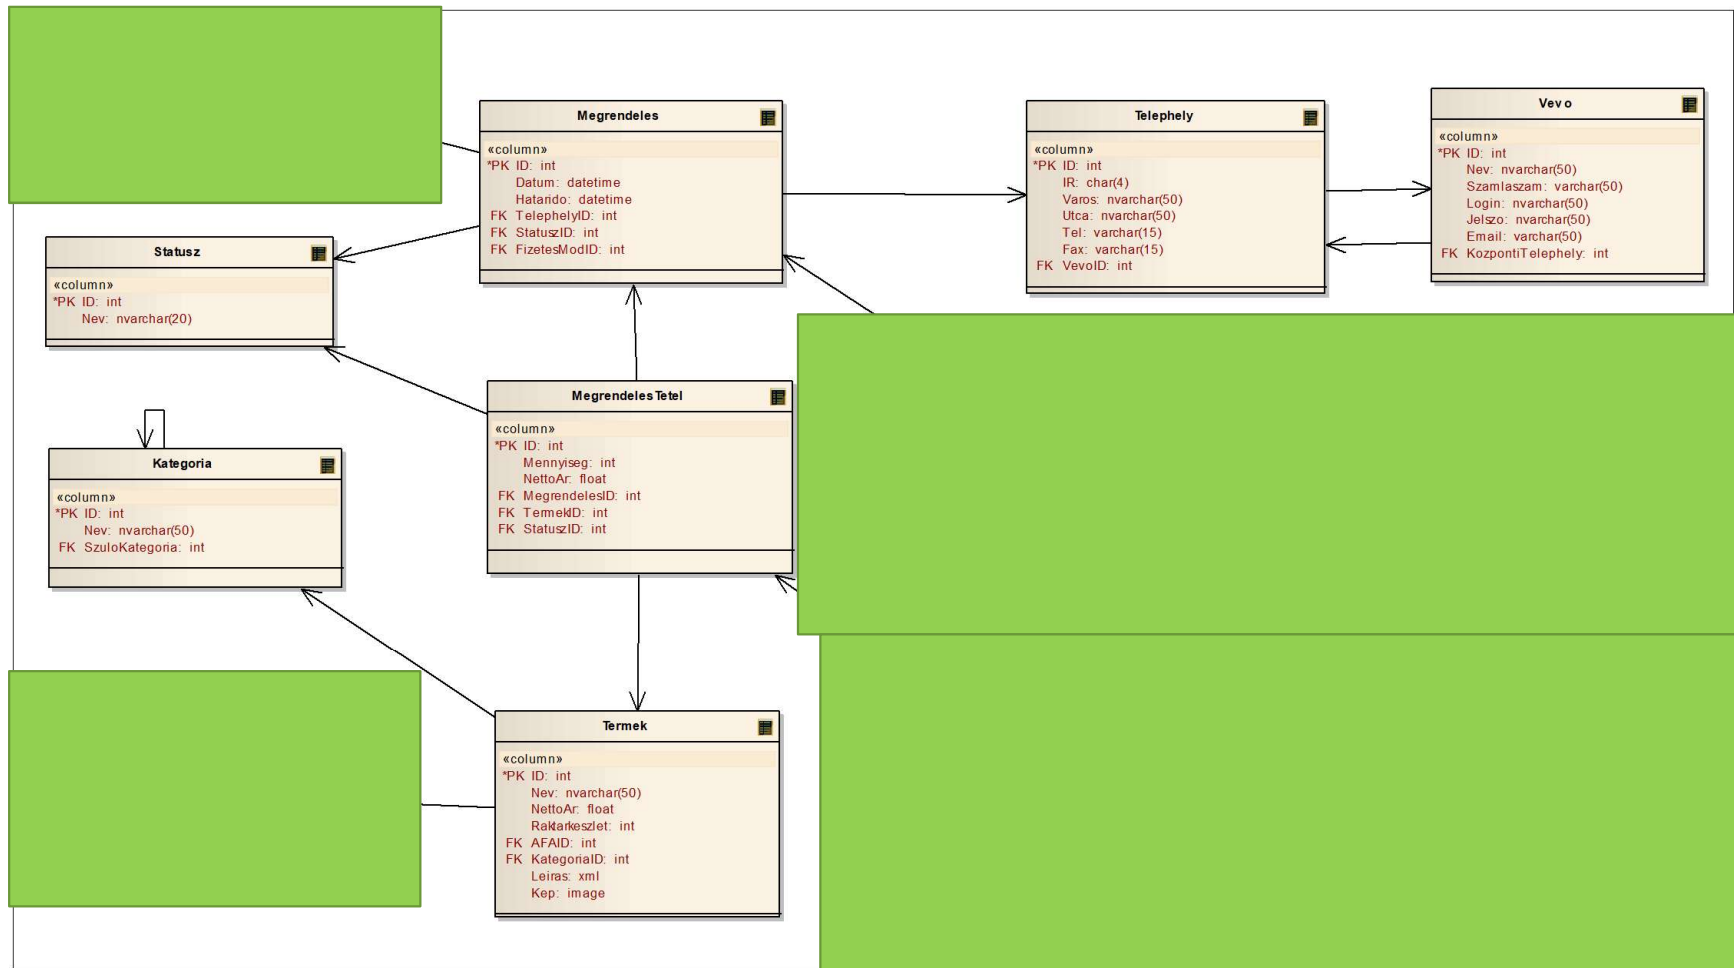 Megrendeles
«column»
*PK ID: int
Datum: datetime
Hatarido: datetime
FK TelephelyID: int
FK StatuszID: int
FK FizetesModID: int
Telephely
«column»
*PK ID: int
IR: char(4)
Varos: nvarchar(50)
Utca: nvarchar(50)
Tel: varchar(15)
Fax: varchar(15)
FK VevoID: int
Vevo
«column»
*PK ID: int
Nev: nvarchar(50)
Szamlaszam: varchar(50)
Login: nvarchar(50)
Jelszo: nvarchar(50)
Email: varchar(50)
FK KozpontiTelephely: int
Statusz
«column»
*PK ID: int
Nev: nvarchar(20)
MegrendelesTetel
«column»
*PK ID: int
Mennyiseg: int
NettoAr: float
FK MegrendelesID: int
FK TermekID: int
FK StatuszID: int
Kategoria
«column»
*PK ID: int
Nev: nvarchar(50)
FK SzuloKategoria: int
Termek
«column»
*PK ID: int
Nev: nvarchar(50)
NettoAr: float
Raktarkeszlet: int
FK AFAID: int
FK KategoriaID: int
Leiras: xml
Kep: image